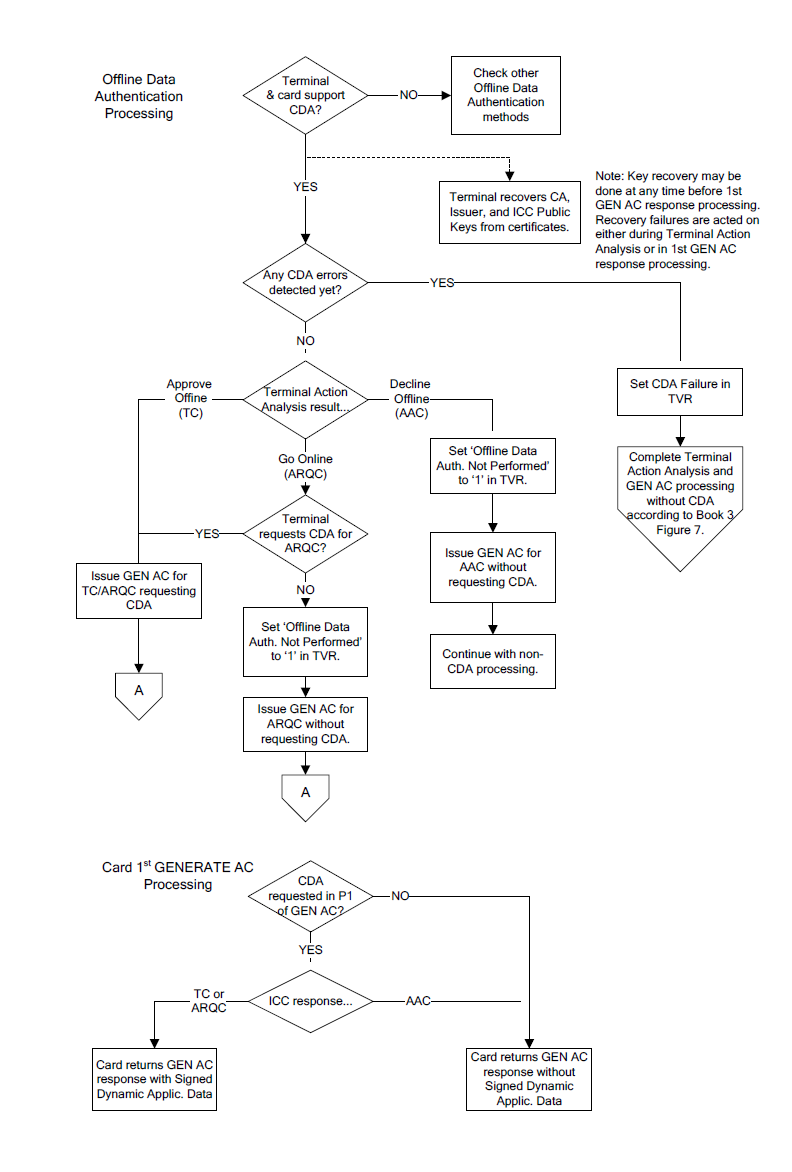 Offline Data
Authentication
Processing
Terminal
& card support
CDA?
NO
Check other
Offline Data
Authentication
methods
YES
Terminal recovers CA,
Issuer, and ICC Public
Keys from certificates.
Note: Key recovery may be
done at any time before 1st
GEN AC response processing.
Recovery failures are acted on
either during Terminal Action
Analysis or in 1st GEN AC
response processing.
Any CDA errors
detected yet?
YES
NO
Set CDA Failure in
TVR
Complete Terminal
Action Analysis and
GEN AC processing
without CDA
according to Book 3
Figure 7.
Approve
Offine
(TC)
Terminal Action
Analysis result...
Decline
Offline
(AAC)
Go Online
(ARQC)
Set ‘Offline Data
Auth. Not Performed’
to ‘1’ in TVR.
Terminal
requests CDA for
ARQC?
YES
NO
Issue GEN AC for
TC/ARQC requesting
CDA
A
Issue GEN AC for
AAC without
requesting CDA.
Continue with non-
CDA processing.
Set ‘Offline Data
Auth. Not Performed’
to ‘1’ in TVR.
Issue GEN AC for
ARQC without
requesting CDA.
A
Card 1st GENERATE AC
Processing
CDA
requested in P1
of GEN AC?
NO
YES
TC or
ARQC
ICC response...
AAC
Card returns GEN AC
response with Signed
Dynamic Applic. Data
Card returns GEN AC
response without
Signed Dynamic
Applic. Data